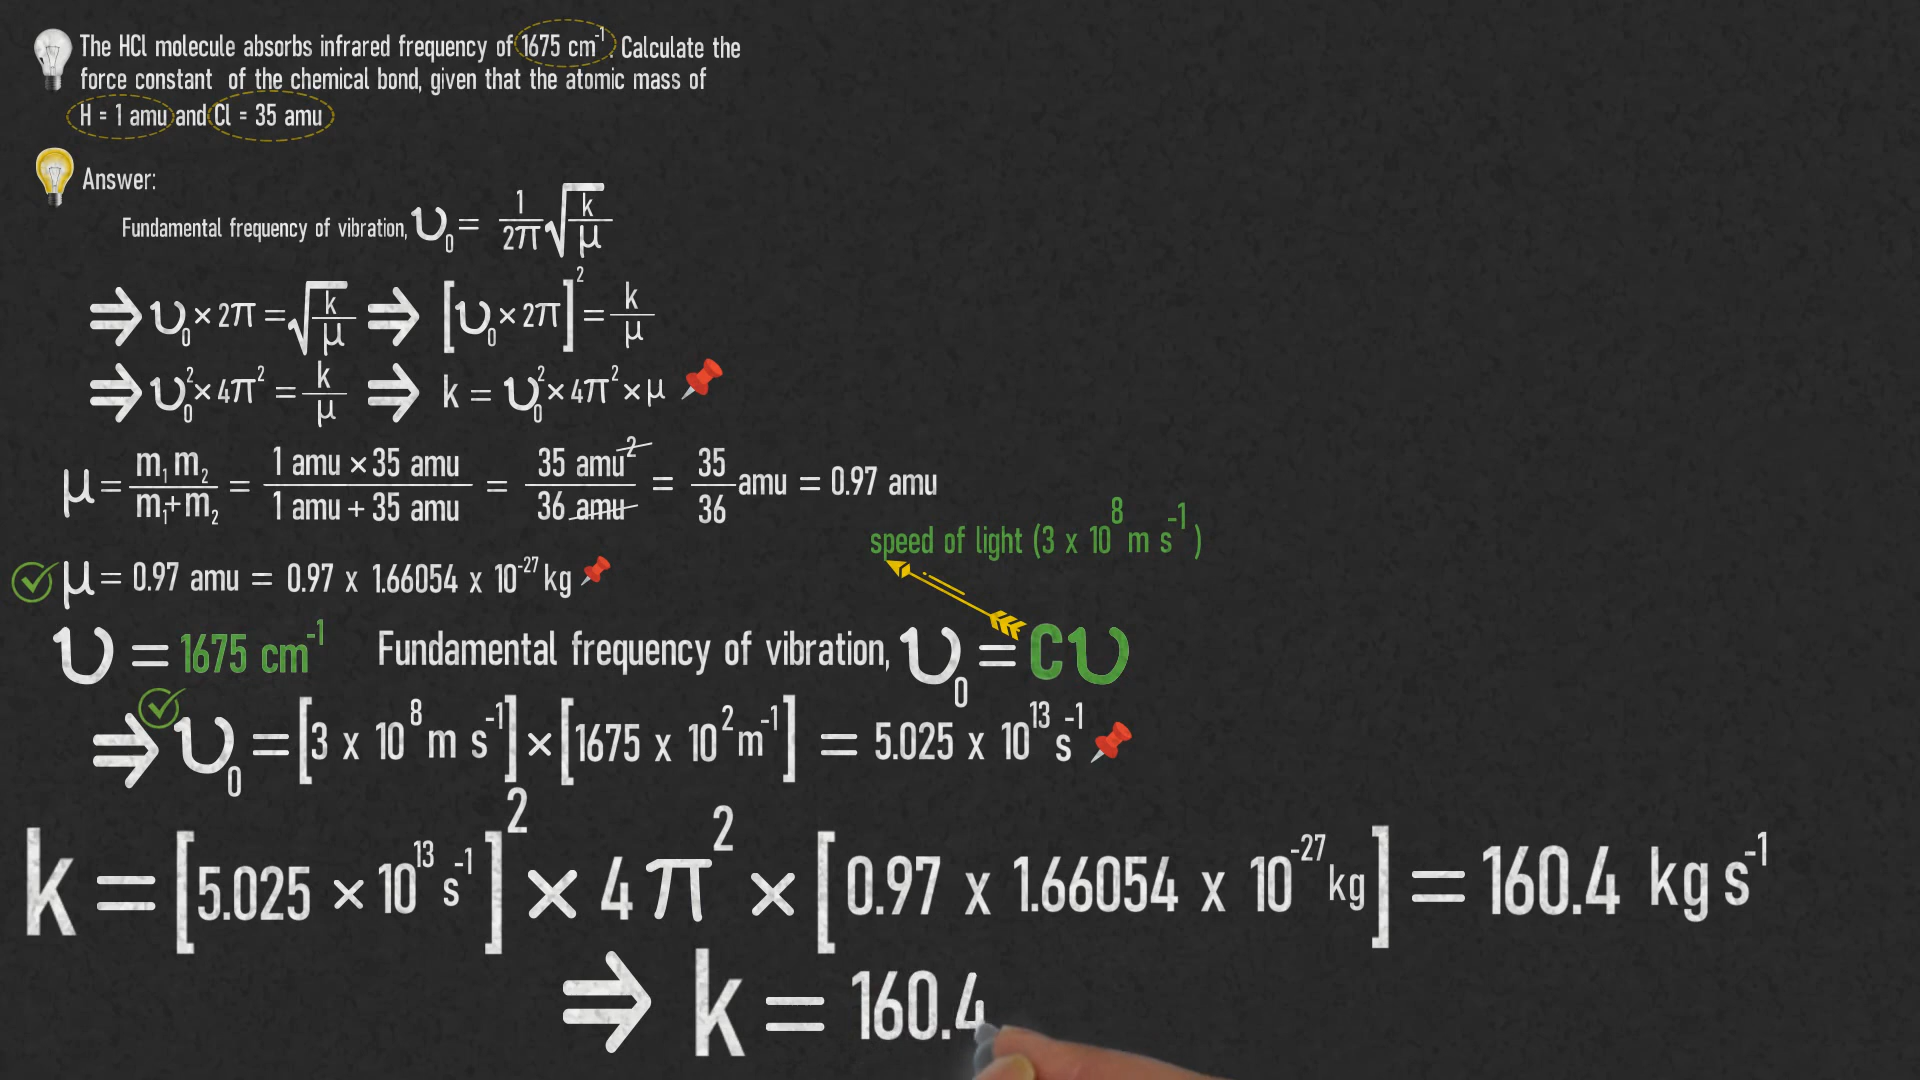 The HCl molecule absorbs infrared frequency of 1675 cm⁻¹. Calculate the
force constant of the chemical bond, given that the atomic mass of
H = 1 amu and Cl = 35 amu
Answer:
Fundamental frequency of vibration, υ₀ = 1/2π √(k/μ)
⇒ υ₀ × 2π = √(k/μ) ⇒ [υ₀ × 2π]² = k/μ
⇒ υ₀² × 4π² = k/μ ⇒ k = υ₀² × 4π² × μ
μ = m₁m₂/m₁+m₂ = 1 amu × 35 amu/1 amu + 35 amu = 35 amu²/36 amu = 35/36 amu = 0.97 amu
speed of light (3 x 10⁸ m s⁻¹)
μ = 0.97 amu = 0.97 x 1.66054 x 10⁻²⁷ kg
υ = 1675 cm⁻¹ Fundamental frequency of vibration, υ₀ = Cυ
⇒ υ₀ = [3 x 10⁸ m s⁻¹] × [1675 x 10² m⁻¹] = 5.025 x 10¹³ s⁻¹
k = [5.025 × 10¹³ s⁻¹]² × 4π² × [0.97 x 1.66054 x 10⁻²⁷ kg] = 160.4 kg s⁻¹
⇒ k = 160.4